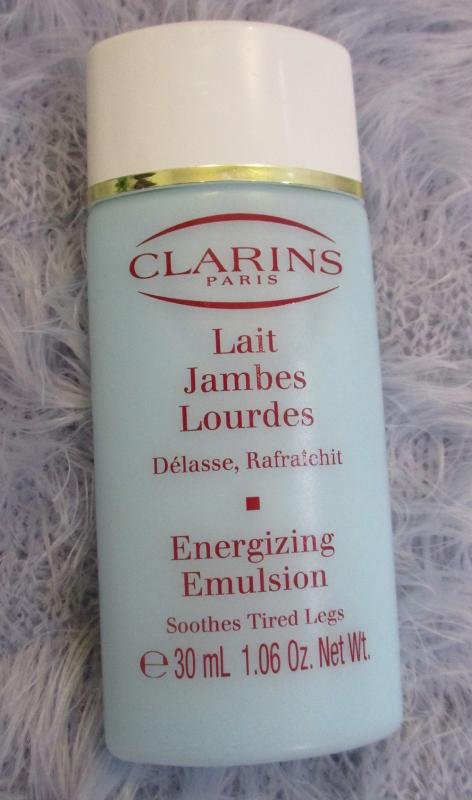 CLARINS
PARIS
Lait
Jambes
Lourdes
Délasse, Rafraîchit
Energizing
Emulsion
Soothes Tired Legs
℮ 30 mL 1.06 Oz. Net Wt.